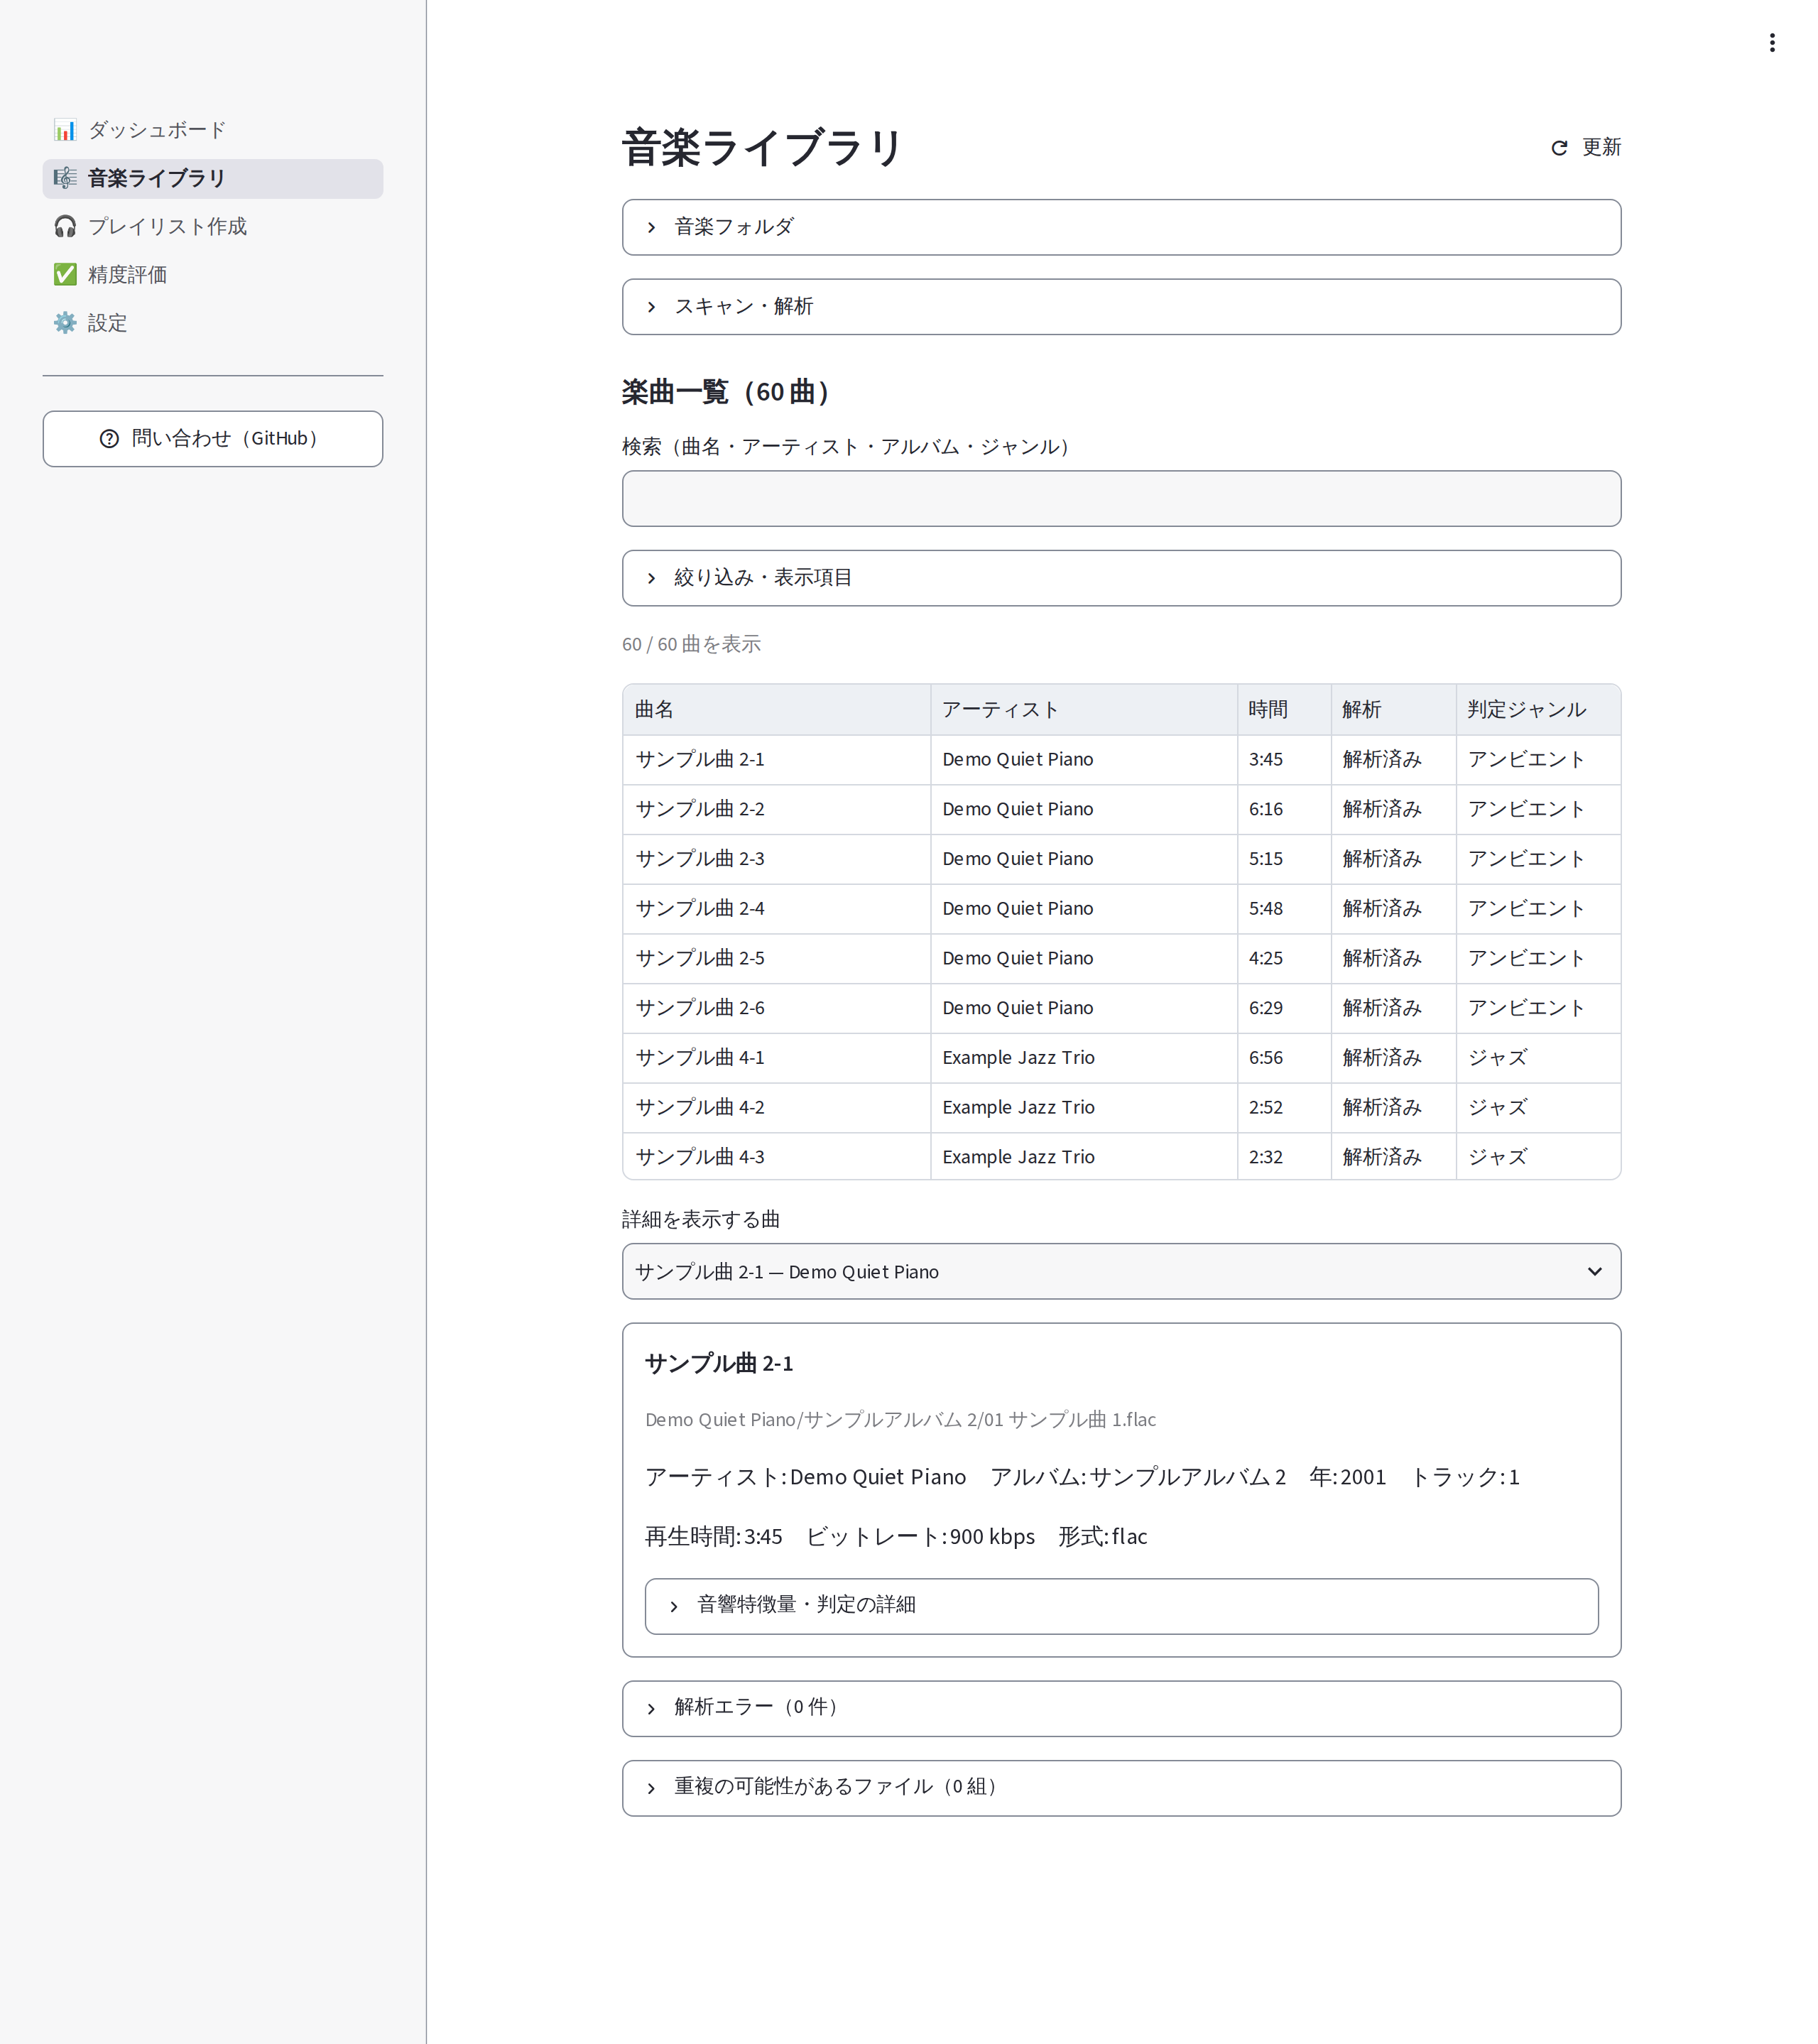 ダッシュボード
音楽ライブラリ
プレイリスト作成
精度評価
設定
問い合わせ（GitHub）
音楽ライブラリ
更新
音楽フォルダ
スキャン・解析
楽曲一覧（60 曲）
検索（曲名・アーティスト・アルバム・ジャンル）
絞り込み・表示項目
60 / 60 曲を表示
曲名 アーティスト 時間 解析 判定ジャンル
サンプル曲 2-1 Demo Quiet Piano 3:45 解析済み アンビエント
サンプル曲 2-2 Demo Quiet Piano 6:16 解析済み アンビエント
サンプル曲 2-3 Demo Quiet Piano 5:15 解析済み アンビエント
サンプル曲 2-4 Demo Quiet Piano 5:48 解析済み アンビエント
サンプル曲 2-5 Demo Quiet Piano 4:25 解析済み アンビエント
サンプル曲 2-6 Demo Quiet Piano 6:29 解析済み アンビエント
サンプル曲 4-1 Example Jazz Trio 6:56 解析済み ジャズ
サンプル曲 4-2 Example Jazz Trio 2:52 解析済み ジャズ
サンプル曲 4-3 Example Jazz Trio 2:32 解析済み ジャズ
詳細を表示する曲
サンプル曲 2-1 — Demo Quiet Piano
サンプル曲 2-1
Demo Quiet Piano/サンプルアルバム 2/01 サンプル曲 1.flac
アーティスト: Demo Quiet Piano アルバム: サンプルアルバム 2 年: 2001 トラック: 1
再生時間: 3:45 ビットレート: 900 kbps 形式: flac
音響特徴量・判定の詳細
解析エラー（0 件）
重複の可能性があるファイル（0 組）